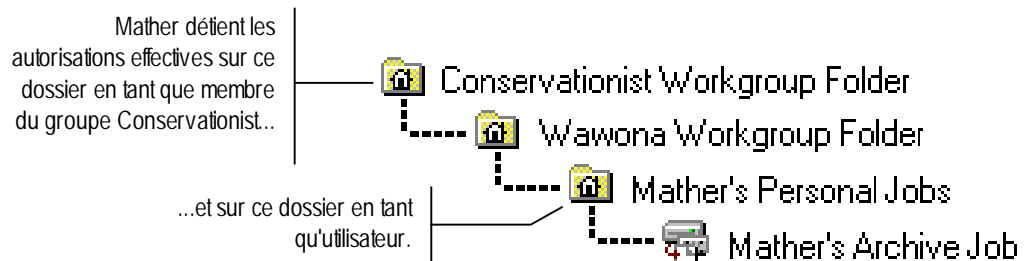 Mather détient les
autorisations effectives sur ce
dossier en tant que membre
du groupe Conservationist...
Conservationist Workgroup Folder
Wawona Workgroup Folder
Mather's Personal Jobs
...et sur ce dossier en tant
qu'utilisateur.
Mather's Archive Job